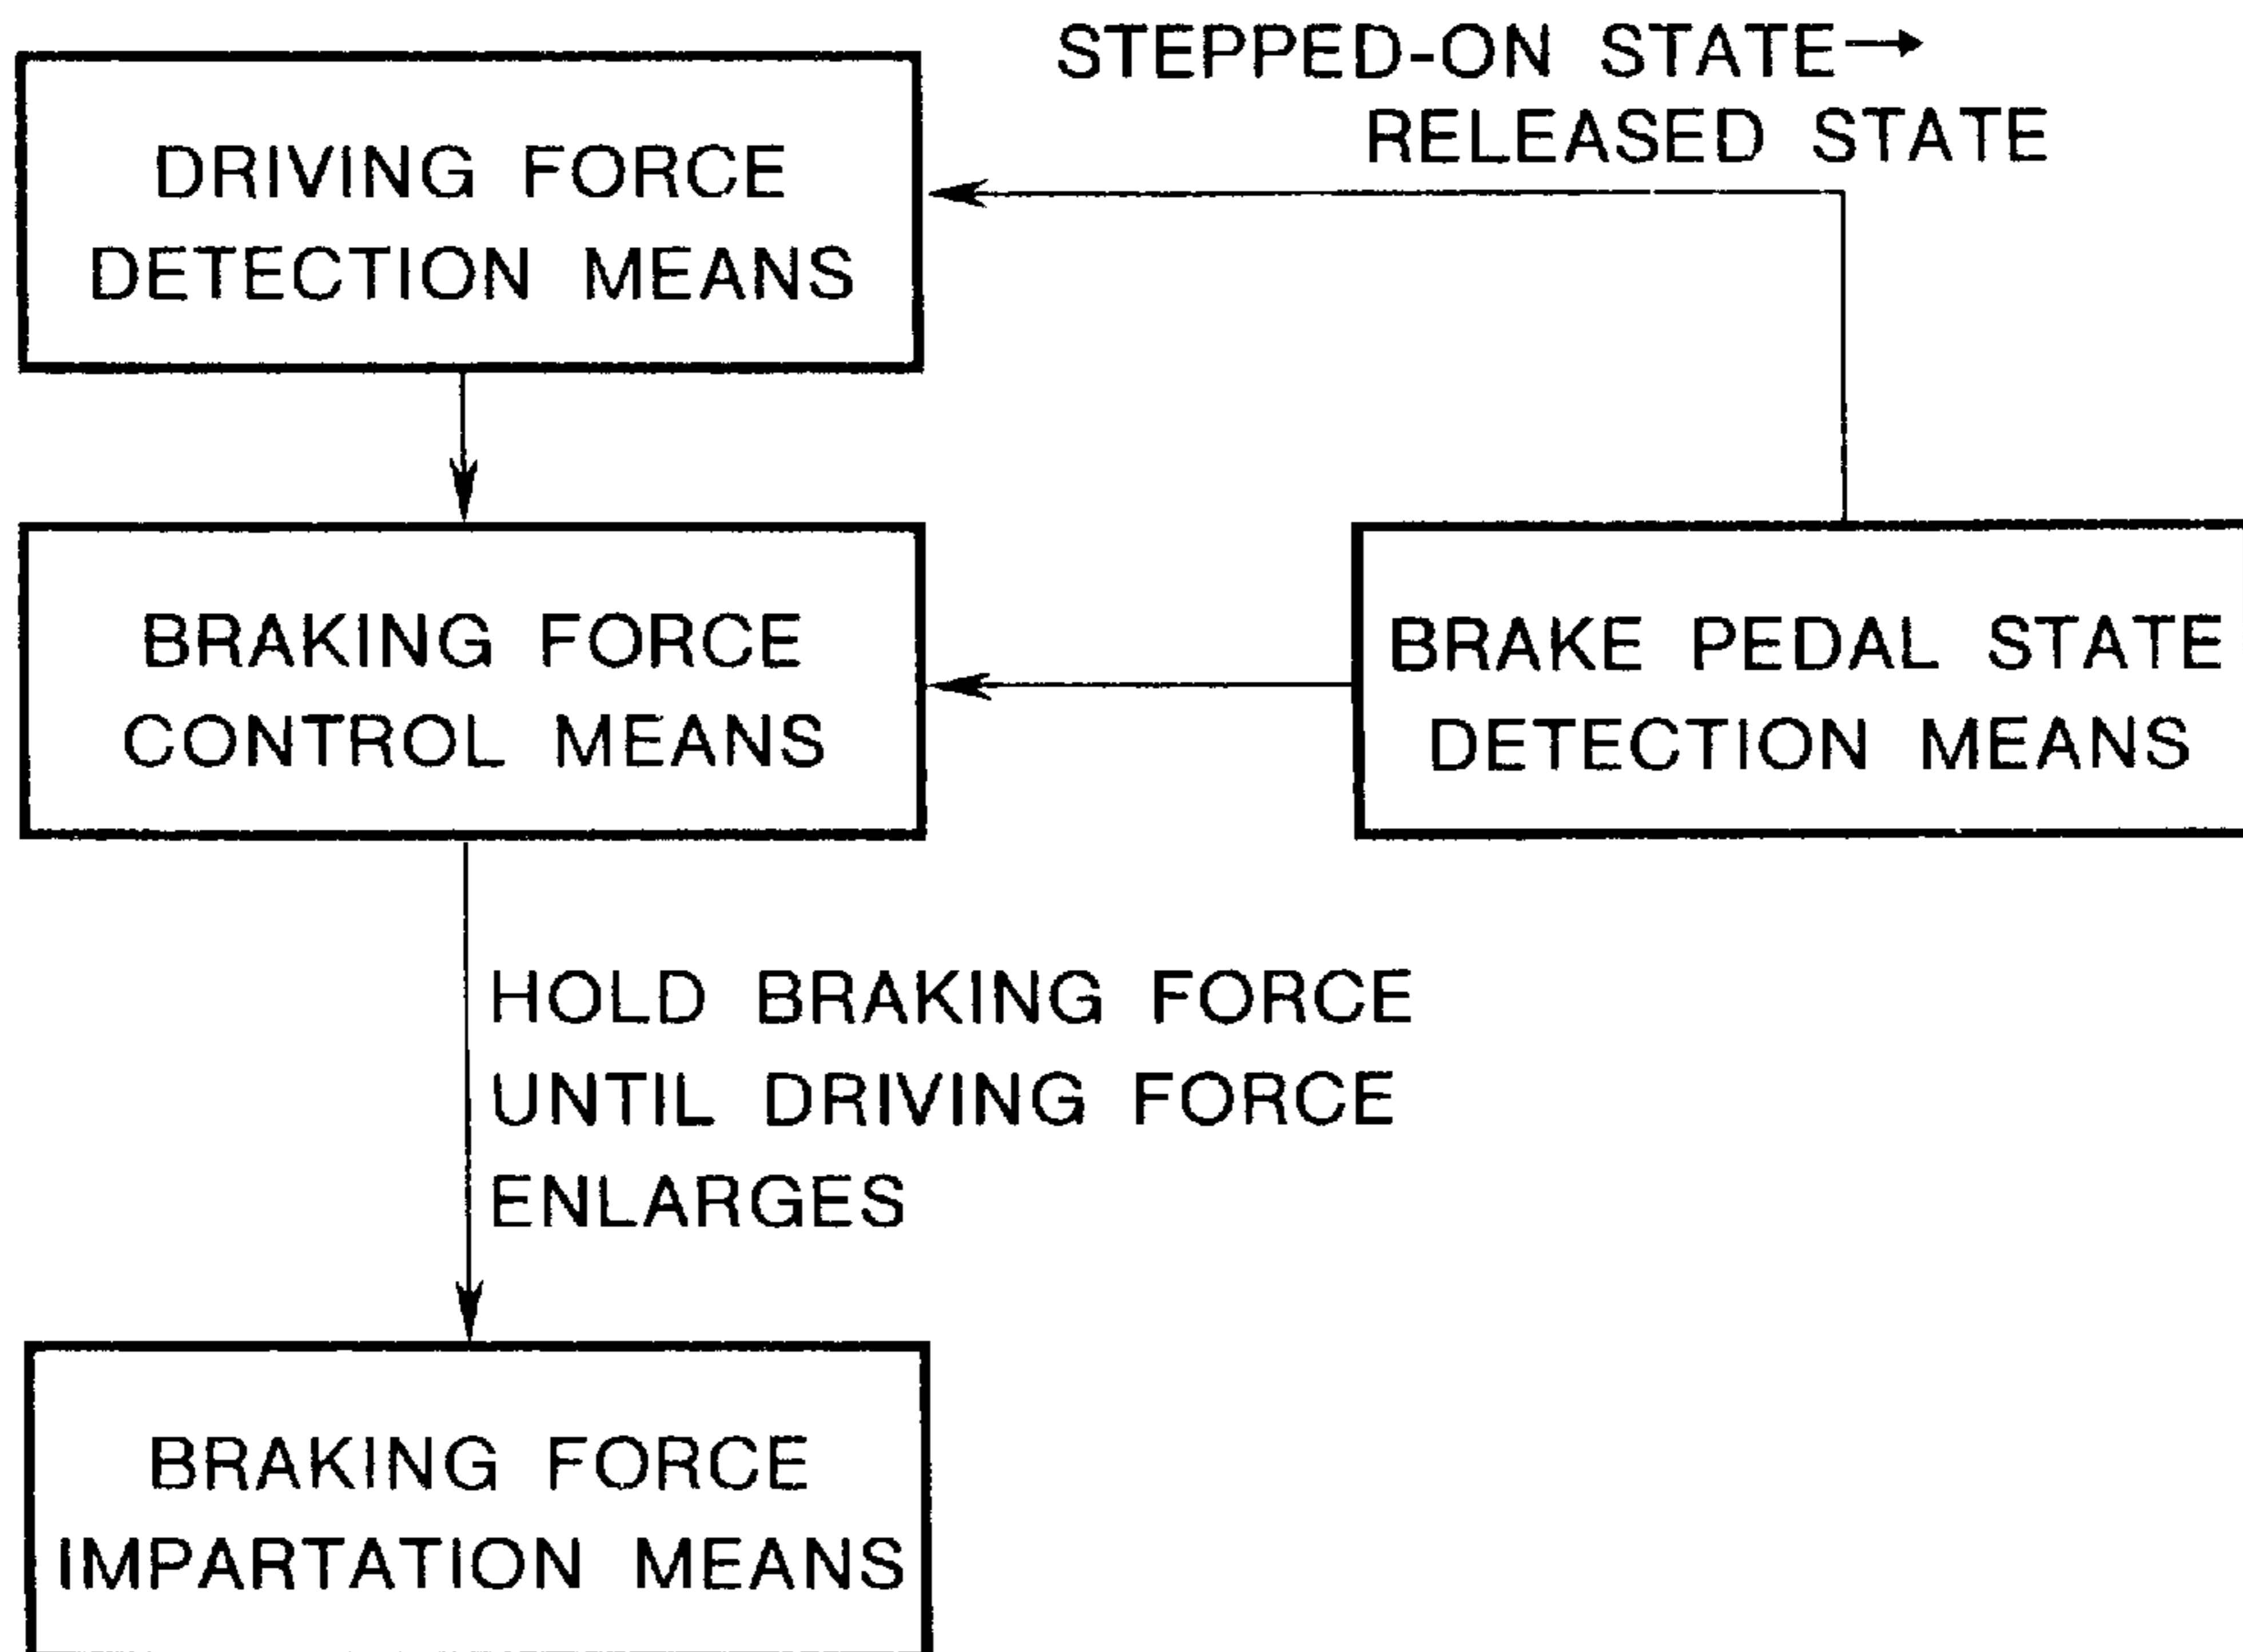 STEPPED-ON STATE→
RELEASED STATE
DRIVING FORCE
DETECTION MEANS
BRAKING FORCE
CONTROL MEANS
BRAKE PEDAL STATE
DETECTION MEANS
HOLD BRAKING FORCE
UNTIL DRIVING FORCE
ENLARGES
BRAKING FORCE
IMPARTATION MEANS